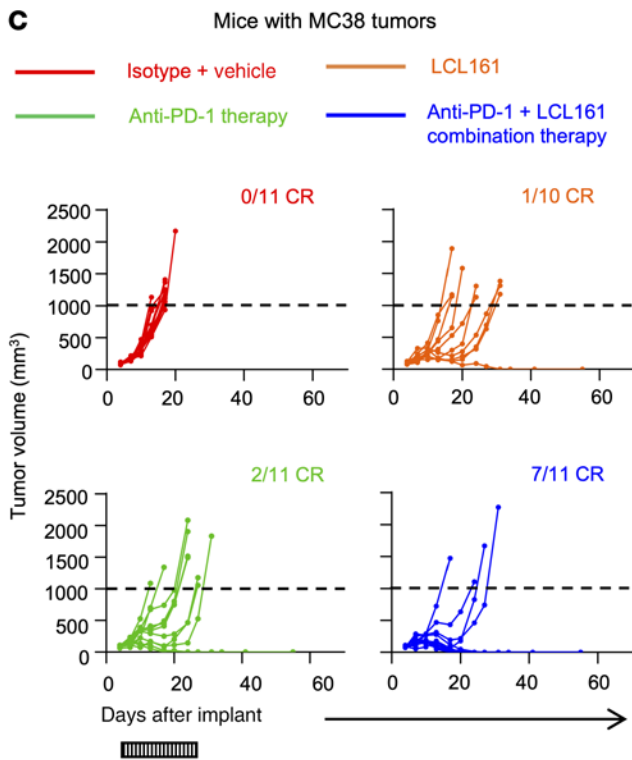 C
Mice with MC38 tumors
Isotype + vehicle
LCL161
Anti-PD-1 therapy
Anti-PD-1 + LCL161
combination therapy
0/11 CR
1/10 CR
2500
2000
1500
1000
500
0
0 20 40 60
0 20 40 60
Tumor volume (mm³)
2/11 CR
7/11 CR
2500
2000
1500
1000
500
0
0 20 40 60
0 20 40 60
Days after implant